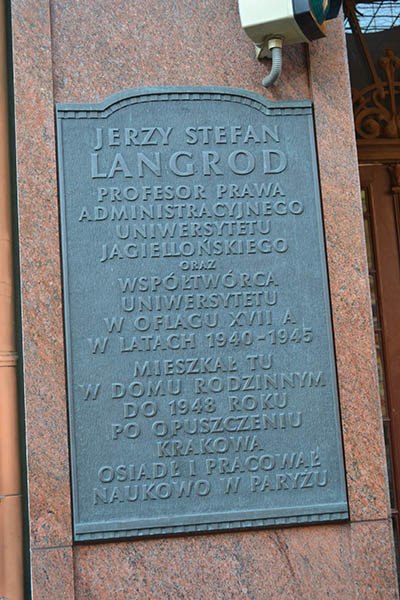 JERZY STEFAN
LANGROD
PROFESOR PRAWA
ADMINISTRACYJNEGO
UNIWERSYTETU
JAGIELLOŃSKIEGO
ORAZ
WSPÓŁTWÓRCA
UNIWERSYTETU
W OFLAGU XVII A
W LATACH 1940-1945
MIESZKAŁ TU
W DOMU RODZINNYM
DO 1948 ROKU
PO OPUSZCZENIU
KRAKOWA
OSIADŁ I PRACOWAŁ
NAUKOWO W PARYŻU